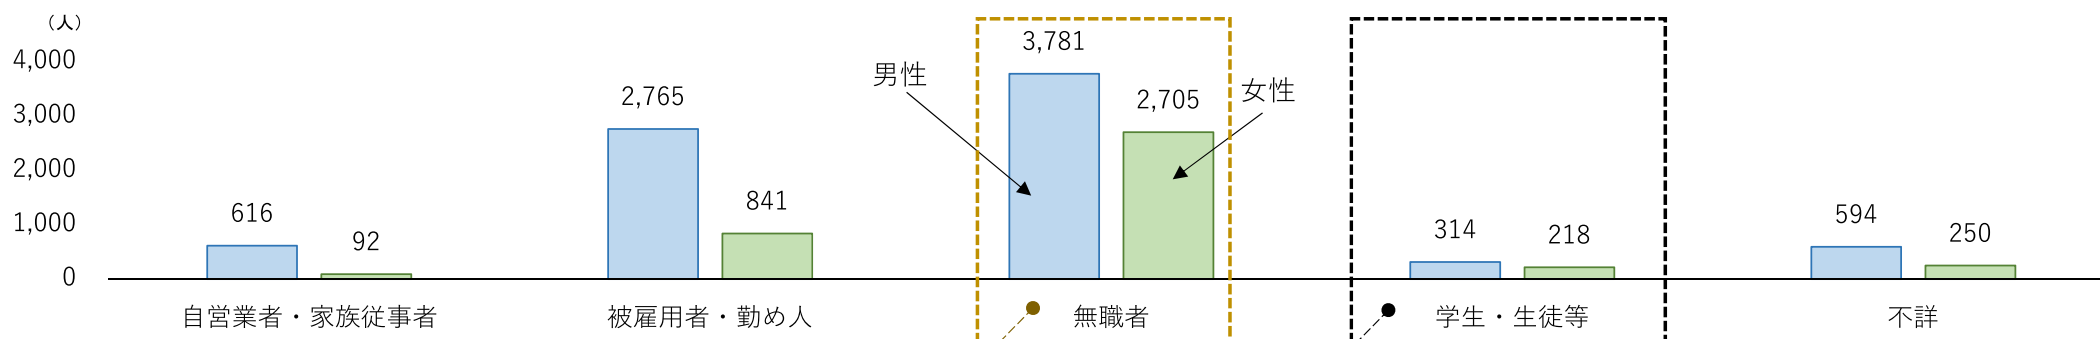 （人）
4,000
3,000
2,000
1,000
0
616
92
2,765
841
男性
3,781
2,705
女性
314
218
594
250
自営業者・家族従事者
被雇用者・勤め人
無職者
学生・生徒等
不詳